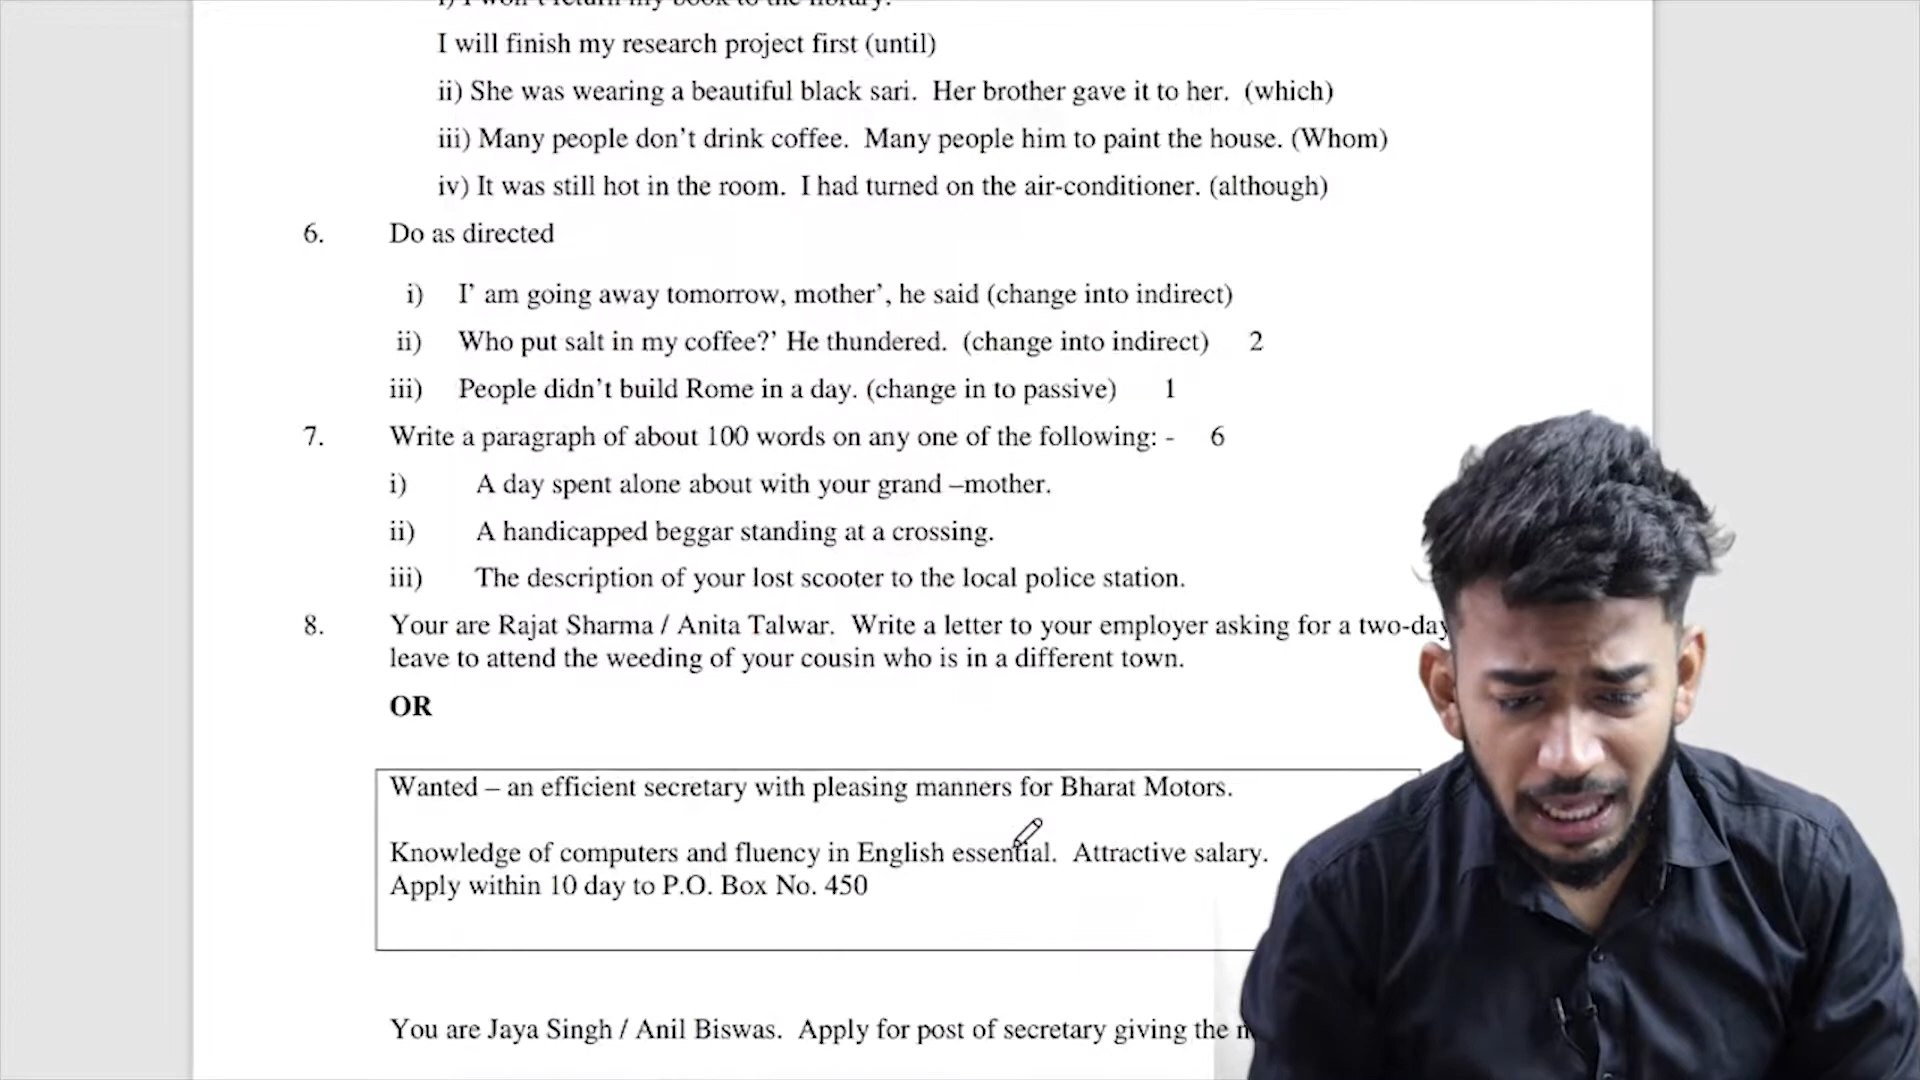 I will finish my research project first (until)
ii) She was wearing a beautiful black sari. Her brother gave it to her. (which)
iii) Many people don't drink coffee. Many people him to paint the house. (Whom)
iv) It was still hot in the room. I had turned on the air-conditioner. (although)
6. Do as directed
i) I' am going away tomorrow, mother', he said (change into indirect)
ii) Who put salt in my coffee?' He thundered. (change into indirect) 2
iii) People didn't build Rome in a day. (change in to passive) 1
7. Write a paragraph of about 100 words on any one of the following: - 6
i) A day spent alone about with your grand –mother.
ii) A handicapped beggar standing at a crossing.
iii) The description of your lost scooter to the local police station.
8. Your are Rajat Sharma / Anita Talwar. Write a letter to your employer asking for a two-day
leave to attend the weeding of your cousin who is in a different town.
OR
Wanted – an efficient secretary with pleasing manners for Bharat Motors.
Knowledge of computers and fluency in English essential. Attractive salary.
Apply within 10 day to P.O. Box No. 450
You are Jaya Singh / Anil Biswas. Apply for post of secretary giving the